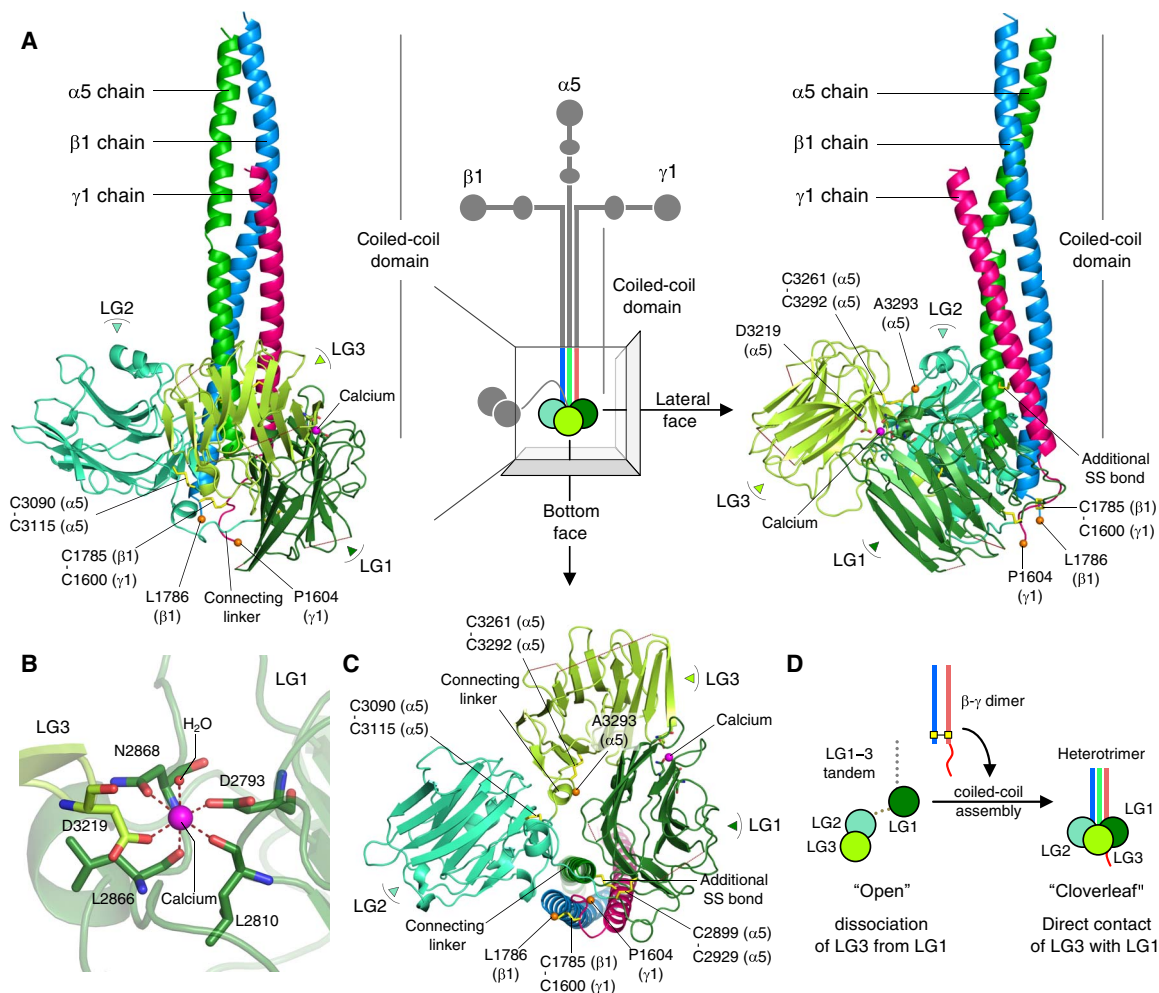 A
α5 chain
β1 chain
γ1 chain
LG2
LG3
Calcium
C3090 (α5)
C3115 (α5)
C1785 (β1)
C1600 (γ1)
L1786
(β1)
Connecting
linker
P1604
(γ1)
LG1
Coiled-coil
domain
α5
β1
γ1
Coiled-coil
domain
Lateral
face
Bottom
face
α5 chain
β1 chain
γ1 chain
Coiled-coil
domain
C3261 (α5)
C3292 (α5)
A3293
(α5)
LG2
D3219
(α5)
LG3
Calcium
LG1
Additional
SS bond
C1785 (β1)
C1600 (γ1)
L1786
(β1)
P1604
(γ1)
B
LG1
LG3
H2O
N2868
D2793
D3219
L2866
Calcium
L2810
C
C3261 (α5)
C3292 (α5)
Connecting
linker
C3090 (α5)
C3115 (α5)
A3293
(α5)
LG3
Calcium
LG1
LG2
Connecting
linker
Additional
SS bond
L1786
(β1)
C1785 (β1)
C1600 (γ1)
P1604
(γ1)
C2899 (α5)
C2929 (α5)
D
β-γ dimer
LG1–3
tandem
LG2
LG3
LG1
coiled-coil
assembly
Heterotrimer
LG1
LG2
LG3
“Open”
dissociation
of LG3 from LG1
“Cloverleaf"
Direct contact
of LG3 with LG1